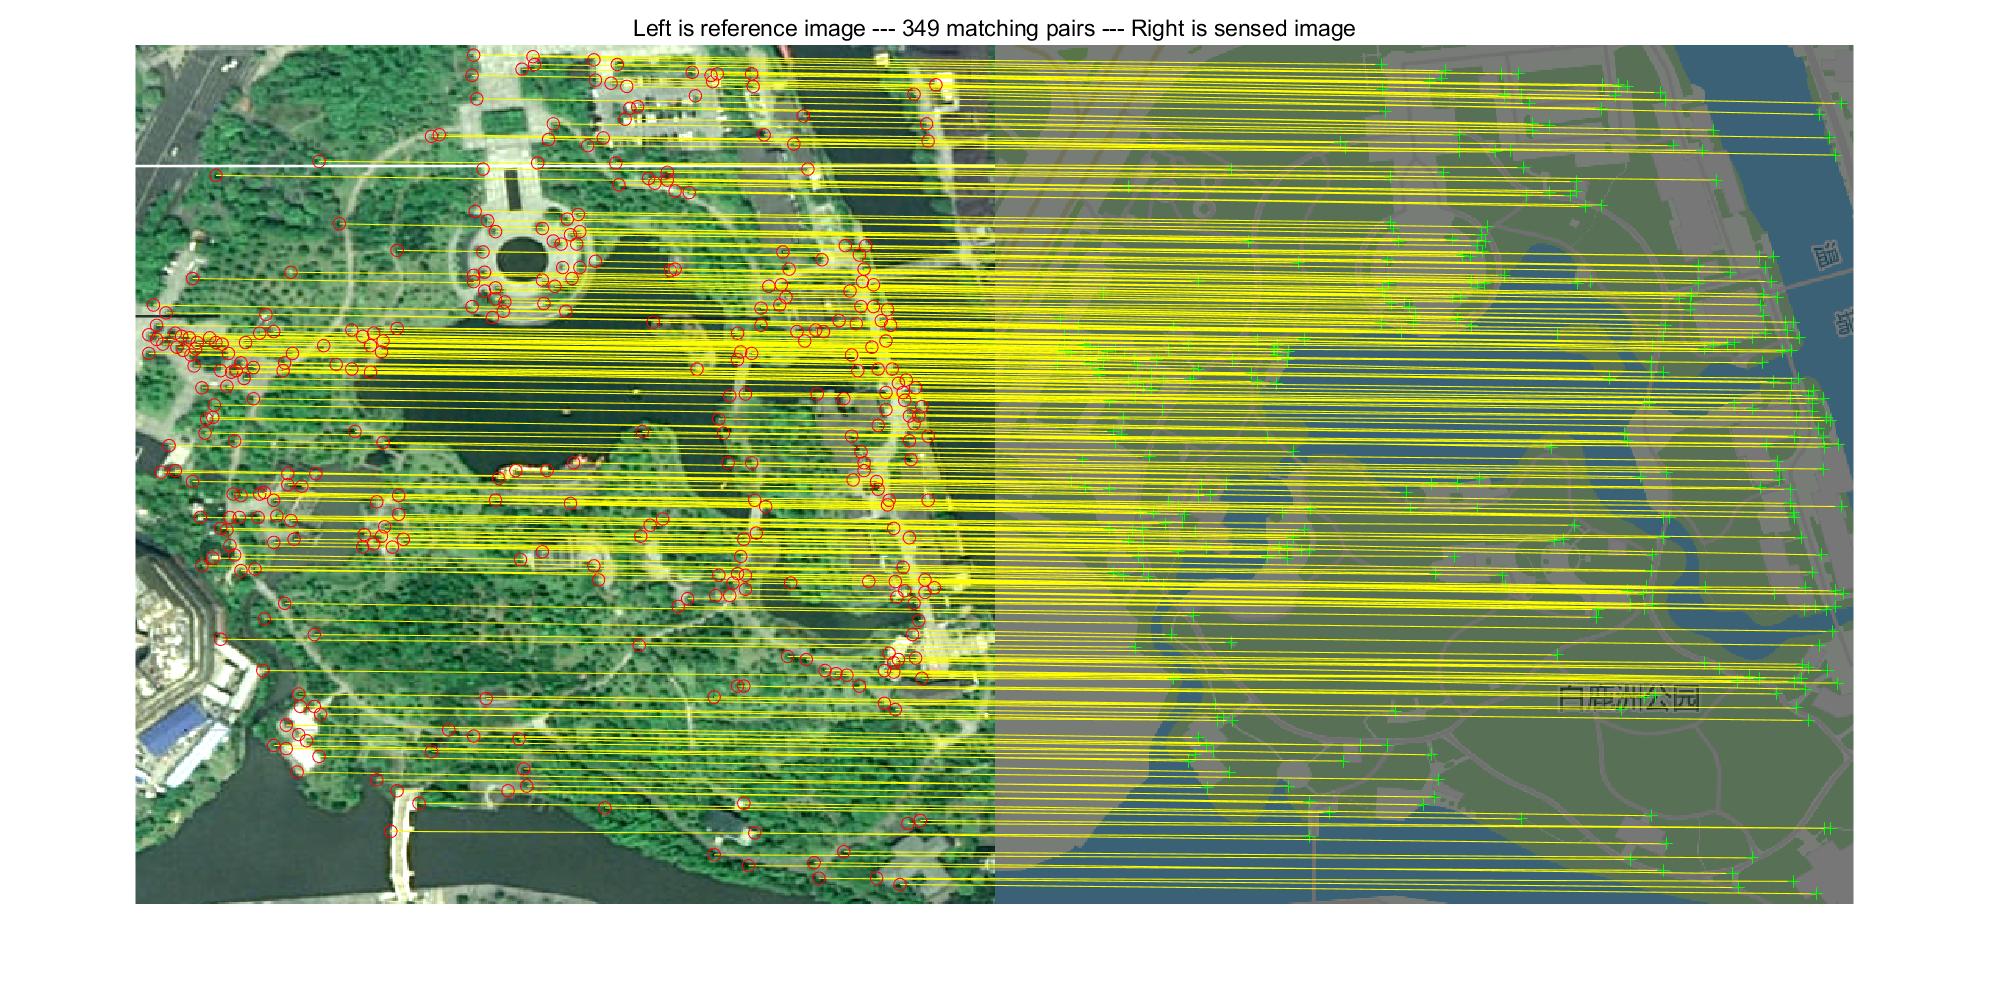 Left is reference image --- 349 matching pairs --- Right is sensed image
白鹿洲公园